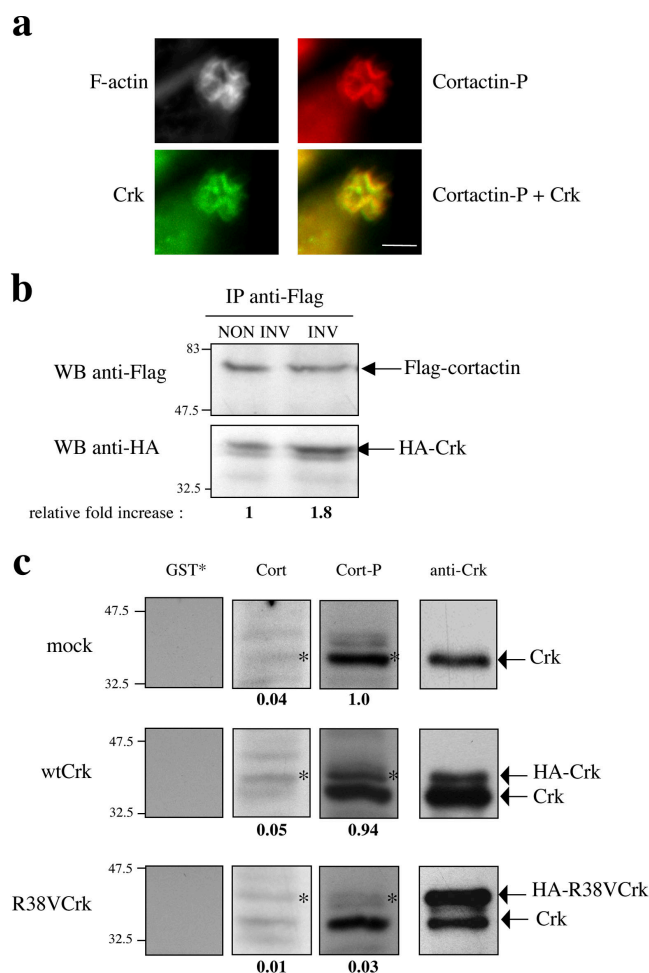 a
F-actin
Cortactin-P
Crk
Cortactin-P + Crk
b
IP anti-Flag
NON INV INV
83
WB anti-Flag
Flag-cortactin
47.5
WB anti-HA
HA-Crk
32.5
relative fold increase : 1 1.8
c
GST* Cort Cort-P anti-Crk
47.5
mock
* *
Crk
32.5
0.04 1.0
47.5
wtCrk
* *
HA-Crk
Crk
32.5
0.05 0.94
47.5
R38VCrk
* *
HA-R38VCrk
Crk
32.5
0.01 0.03